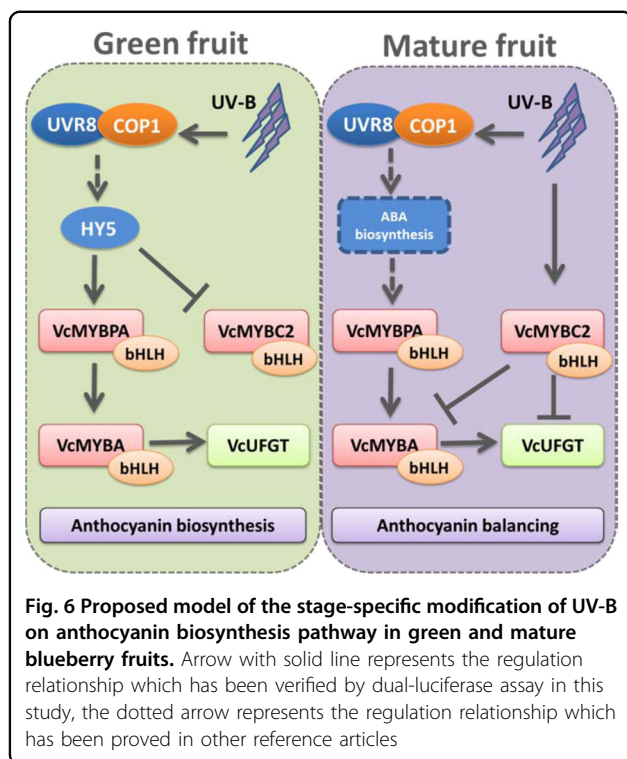 Green fruit
UV-B
UVR8
COP1
HY5
VcMYBPA
bHLH
VcMYBC2
bHLH
VcMYBA
bHLH
VcUFGT
Anthocyanin biosynthesis
Mature fruit
UV-B
UVR8
COP1
ABA
biosynthesis
VcMYBPA
bHLH
VcMYBC2
bHLH
VcMYBA
bHLH
VcUFGT
Anthocyanin balancing
Fig. 6 Proposed model of the stage-specific modification of UV-B
on anthocyanin biosynthesis pathway in green and mature
blueberry fruits. Arrow with solid line represents the regulation
relationship which has been verified by dual-luciferase assay in this
study, the dotted arrow represents the regulation relationship which
has been proved in other reference articles